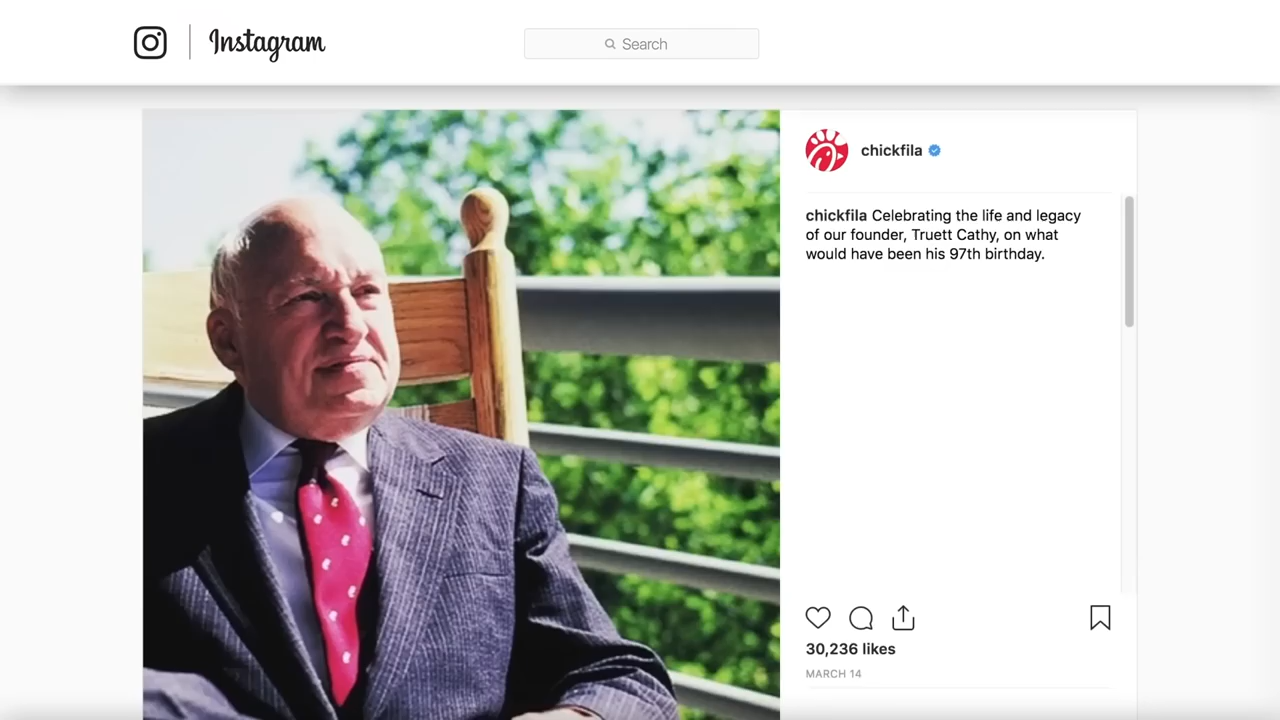 Instagram
Search
chickfila
chickfila Celebrating the life and legacy
of our founder, Truett Cathy, on what
would have been his 97th birthday.
30,236 likes
MARCH 14